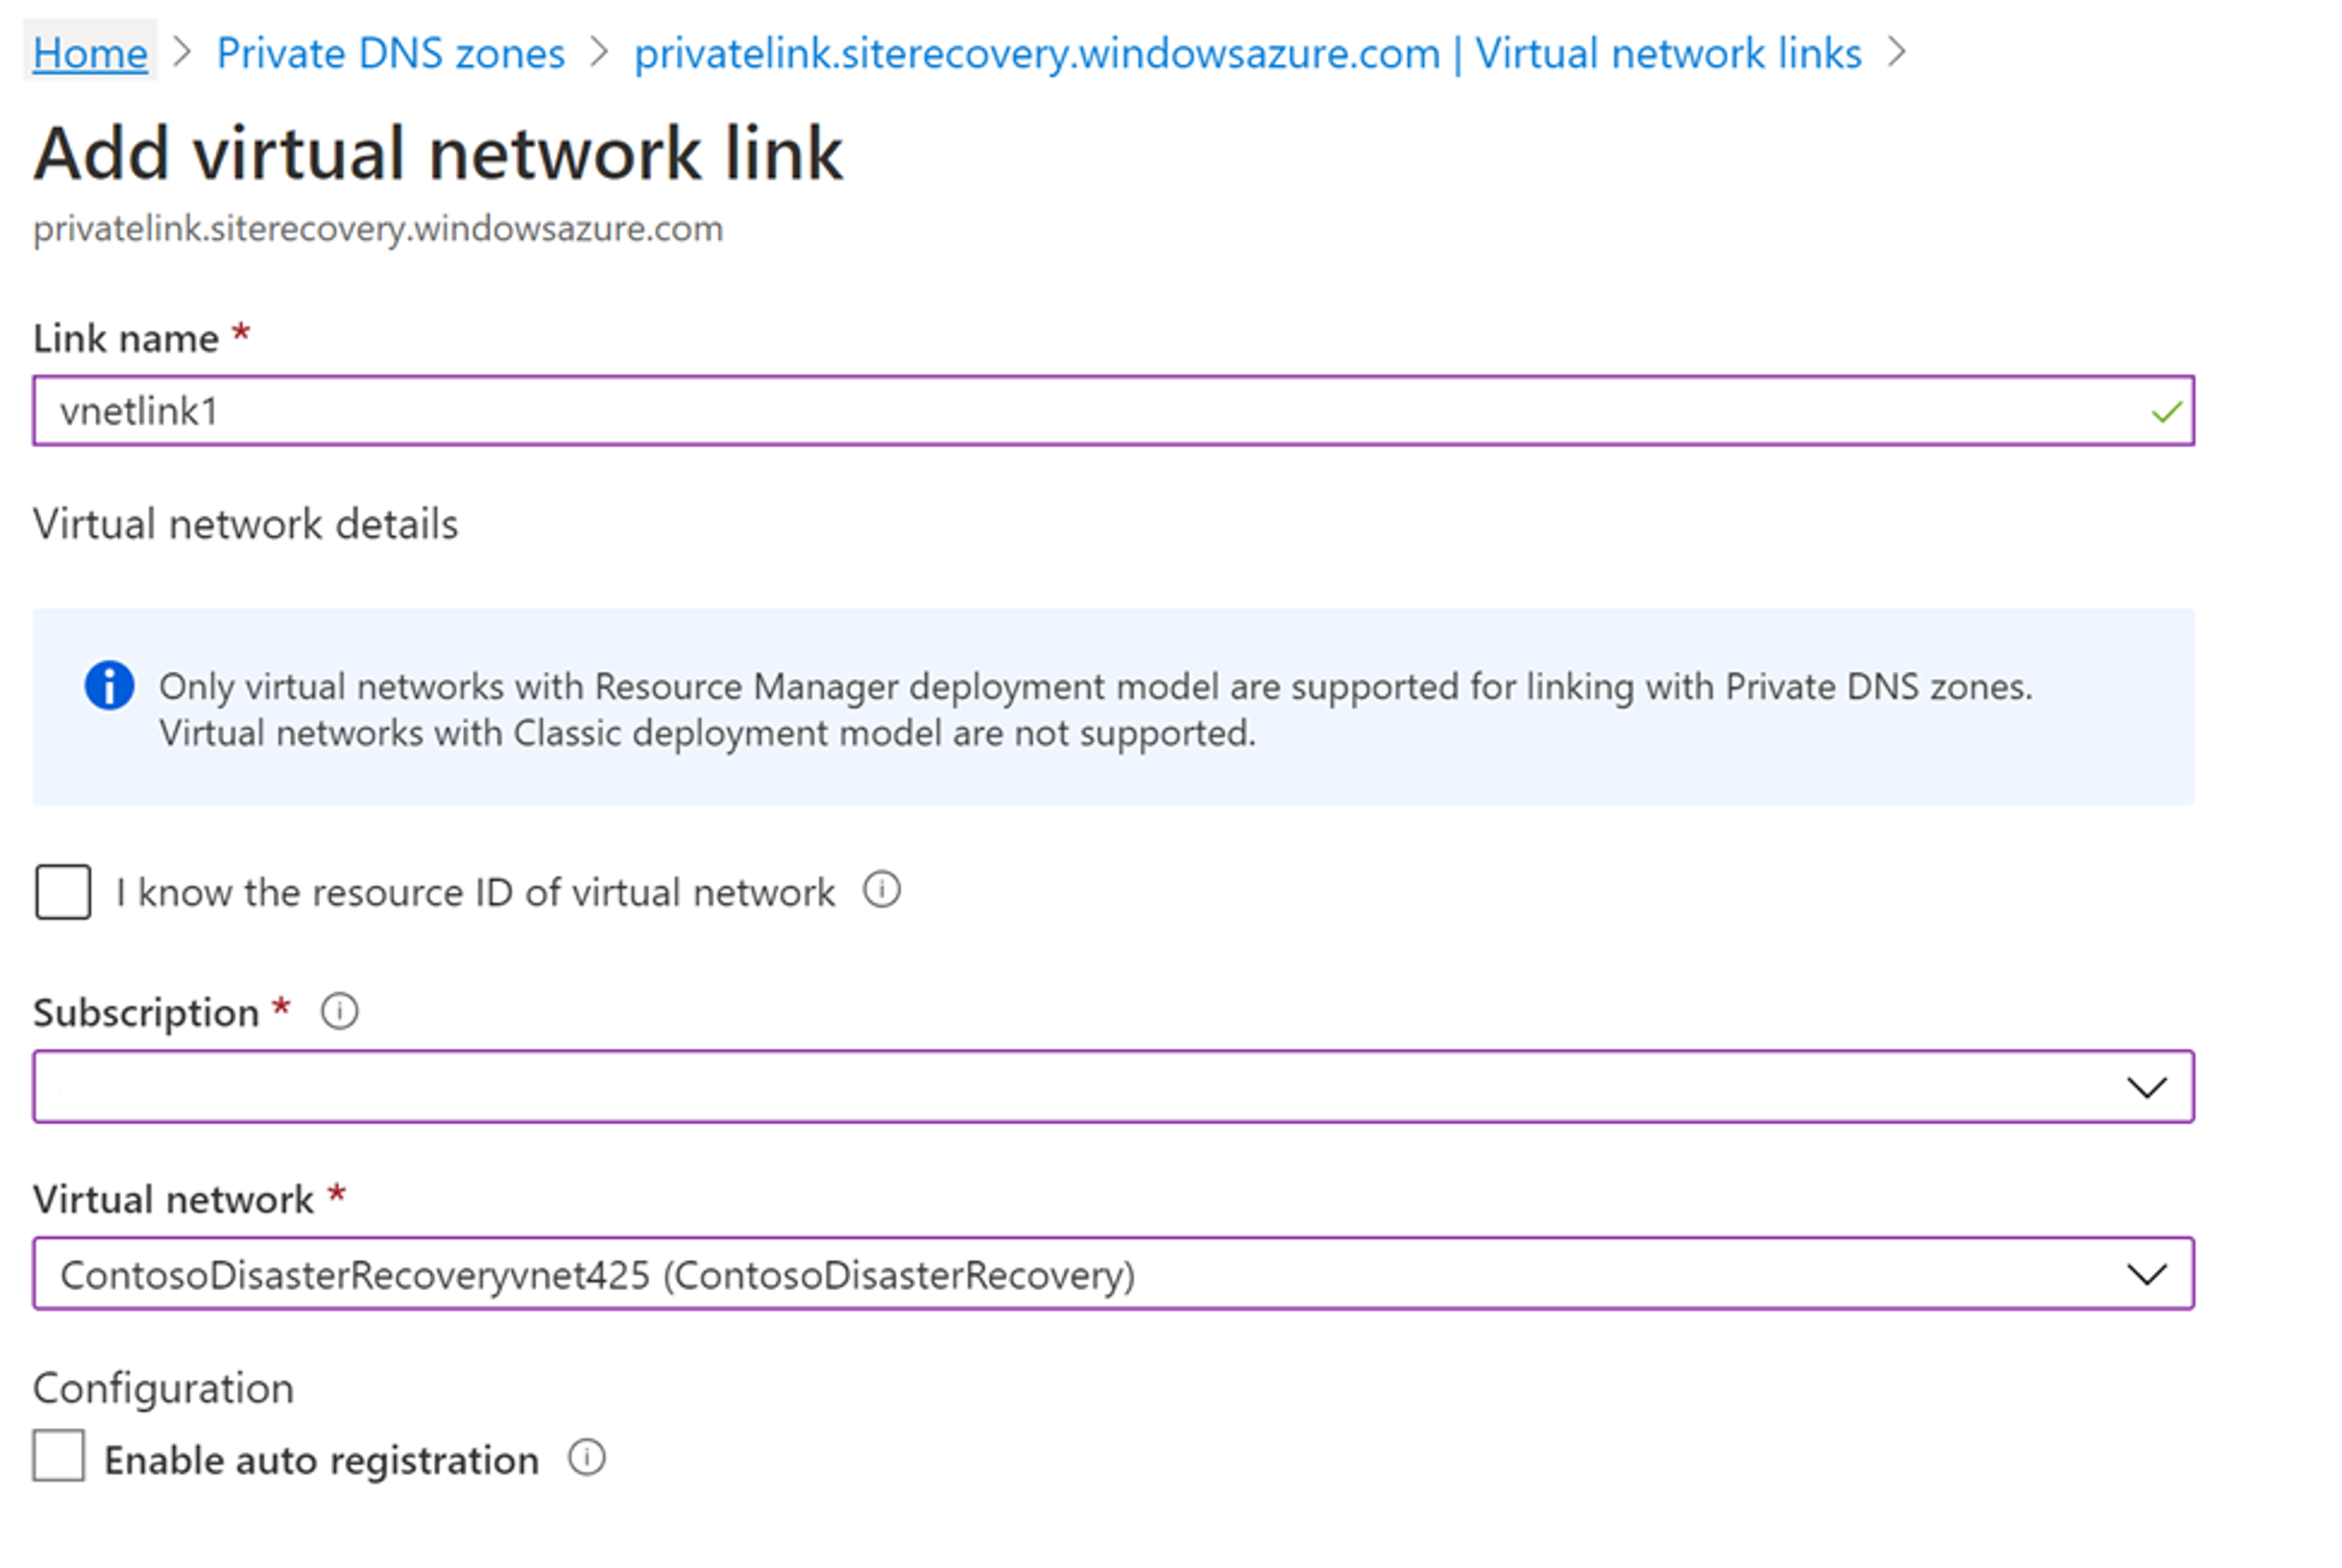 Home > Private DNS zones > privatelink.siterecovery.windowsazure.com | Virtual network links >
Add virtual network link
privatelink.siterecovery.windowsazure.com
Link name *
vnetlink1
Virtual network details
Only virtual networks with Resource Manager deployment model are supported for linking with Private DNS zones.
Virtual networks with Classic deployment model are not supported.
I know the resource ID of virtual network
Subscription *
Virtual network *
ContosoDisasterRecoveryvnet425 (ContosoDisasterRecovery)
Configuration
Enable auto registration